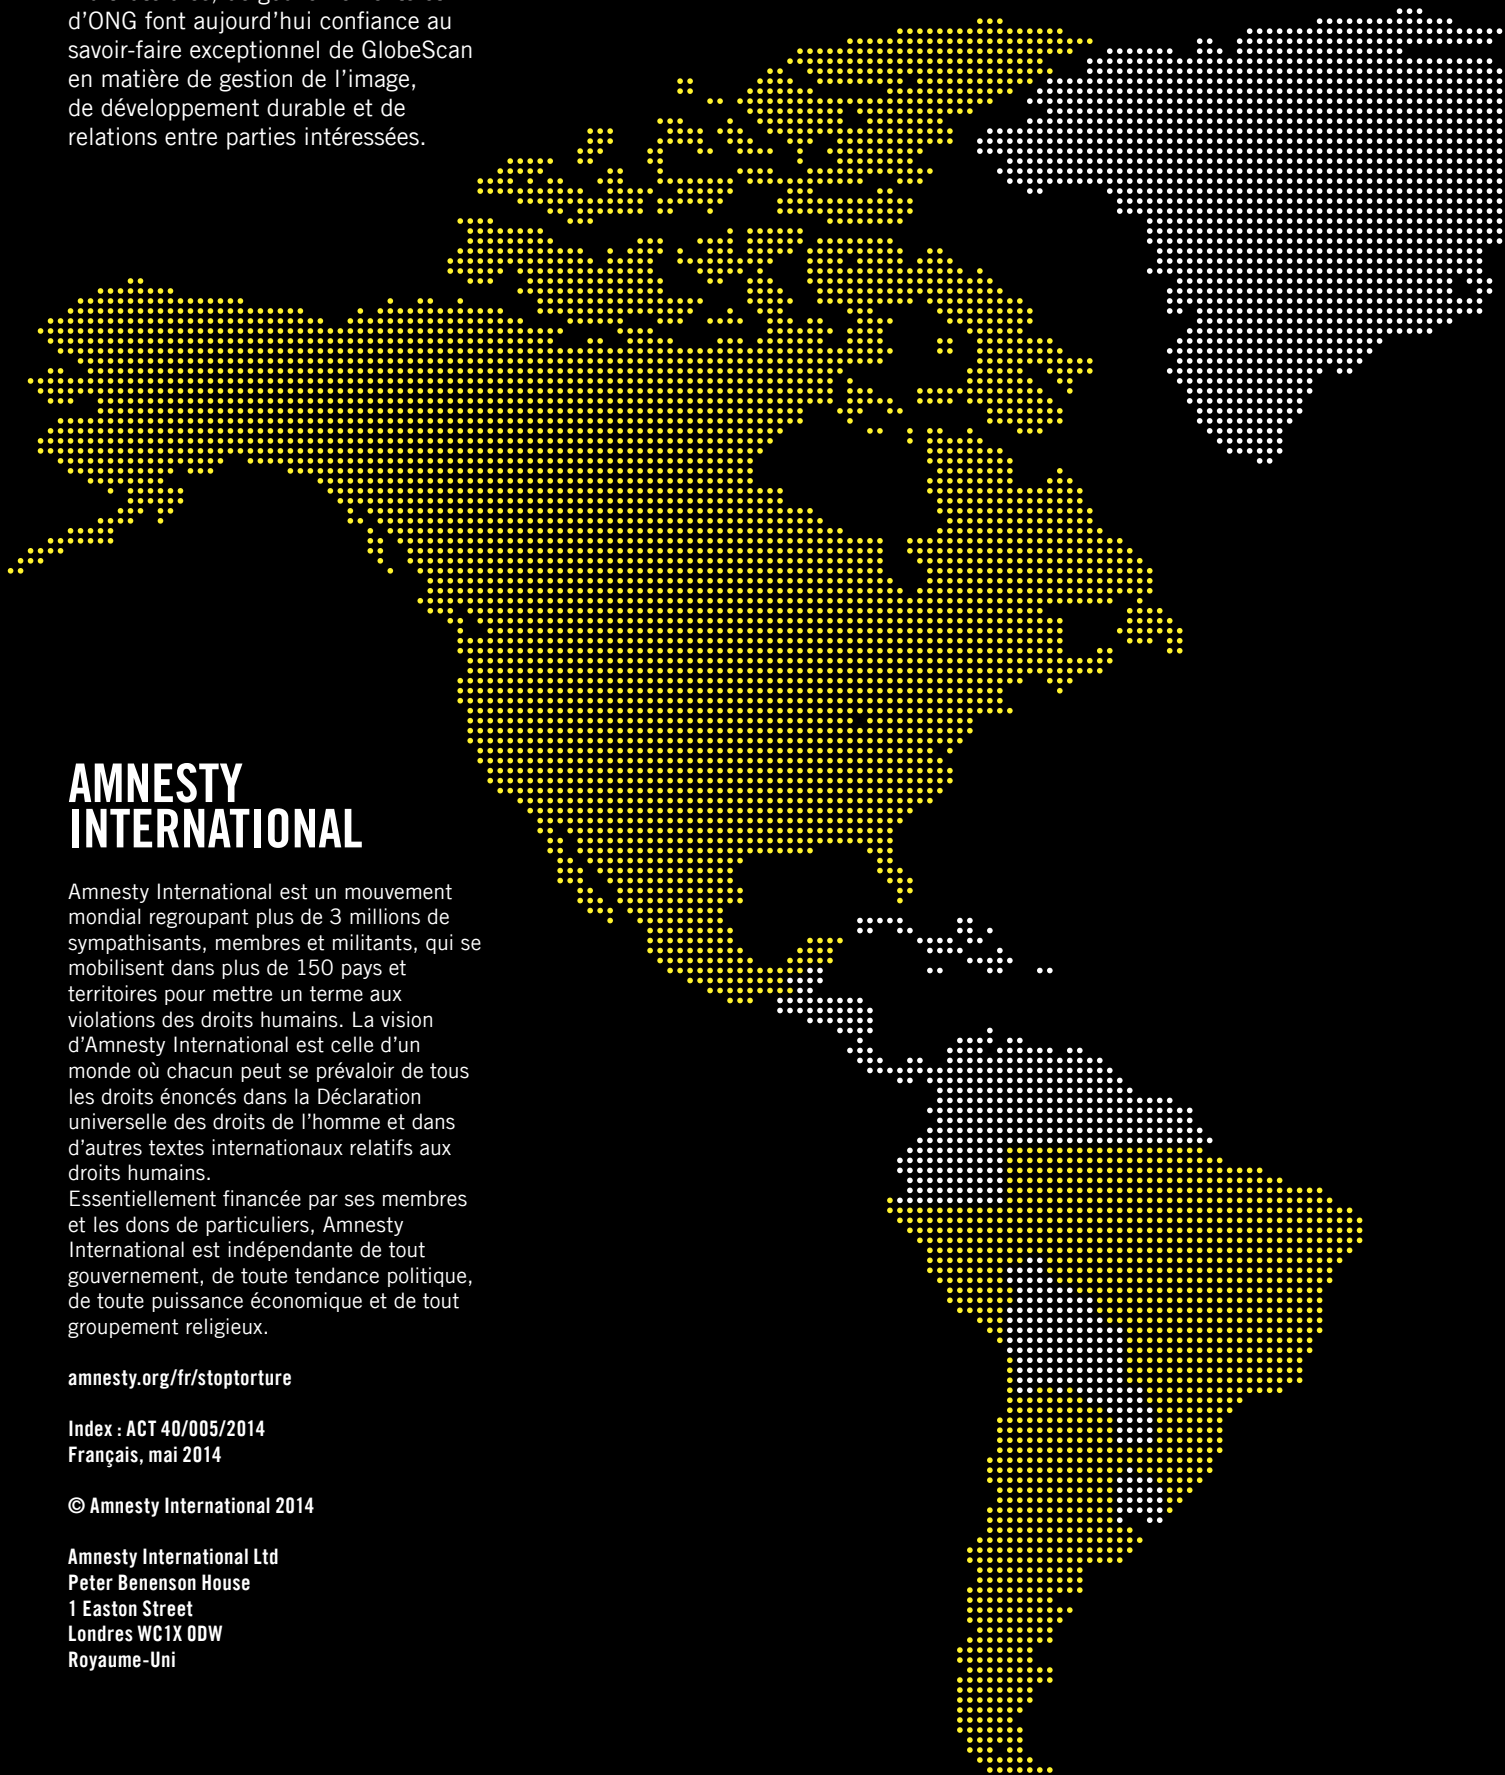 d’ONG font aujourd’hui confiance au
savoir-faire exceptionnel de GlobeScan
en matière de gestion de l’image,
de développement durable et de
relations entre parties intéressées.
AMNESTY
INTERNATIONAL
Amnesty International est un mouvement
mondial regroupant plus de 3 millions de
sympathisants, membres et militants, qui se
mobilisent dans plus de 150 pays et
territoires pour mettre un terme aux
violations des droits humains. La vision
d’Amnesty International est celle d’un
monde où chacun peut se prévaloir de tous
les droits énoncés dans la Déclaration
universelle des droits de l’homme et dans
d’autres textes internationaux relatifs aux
droits humains.
Essentiellement financée par ses membres
et les dons de particuliers, Amnesty
International est indépendante de tout
gouvernement, de toute tendance politique,
de toute puissance économique et de tout
groupement religieux.
amnesty.org/fr/stoptorture
Index : ACT 40/005/2014
Français, mai 2014
© Amnesty International 2014
Amnesty International Ltd
Peter Benenson House
1 Easton Street
Londres WC1X 0DW
Royaume-Uni